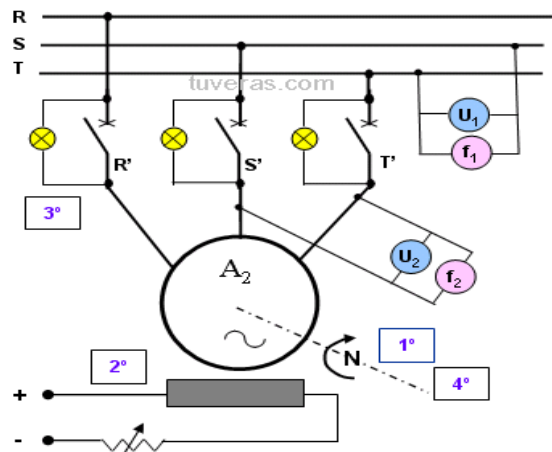 R
S
T
tuveras.com
U1
f1
R’
S’
T’
3º
U2
f2
A2
N
1º
2º
4º
+
-